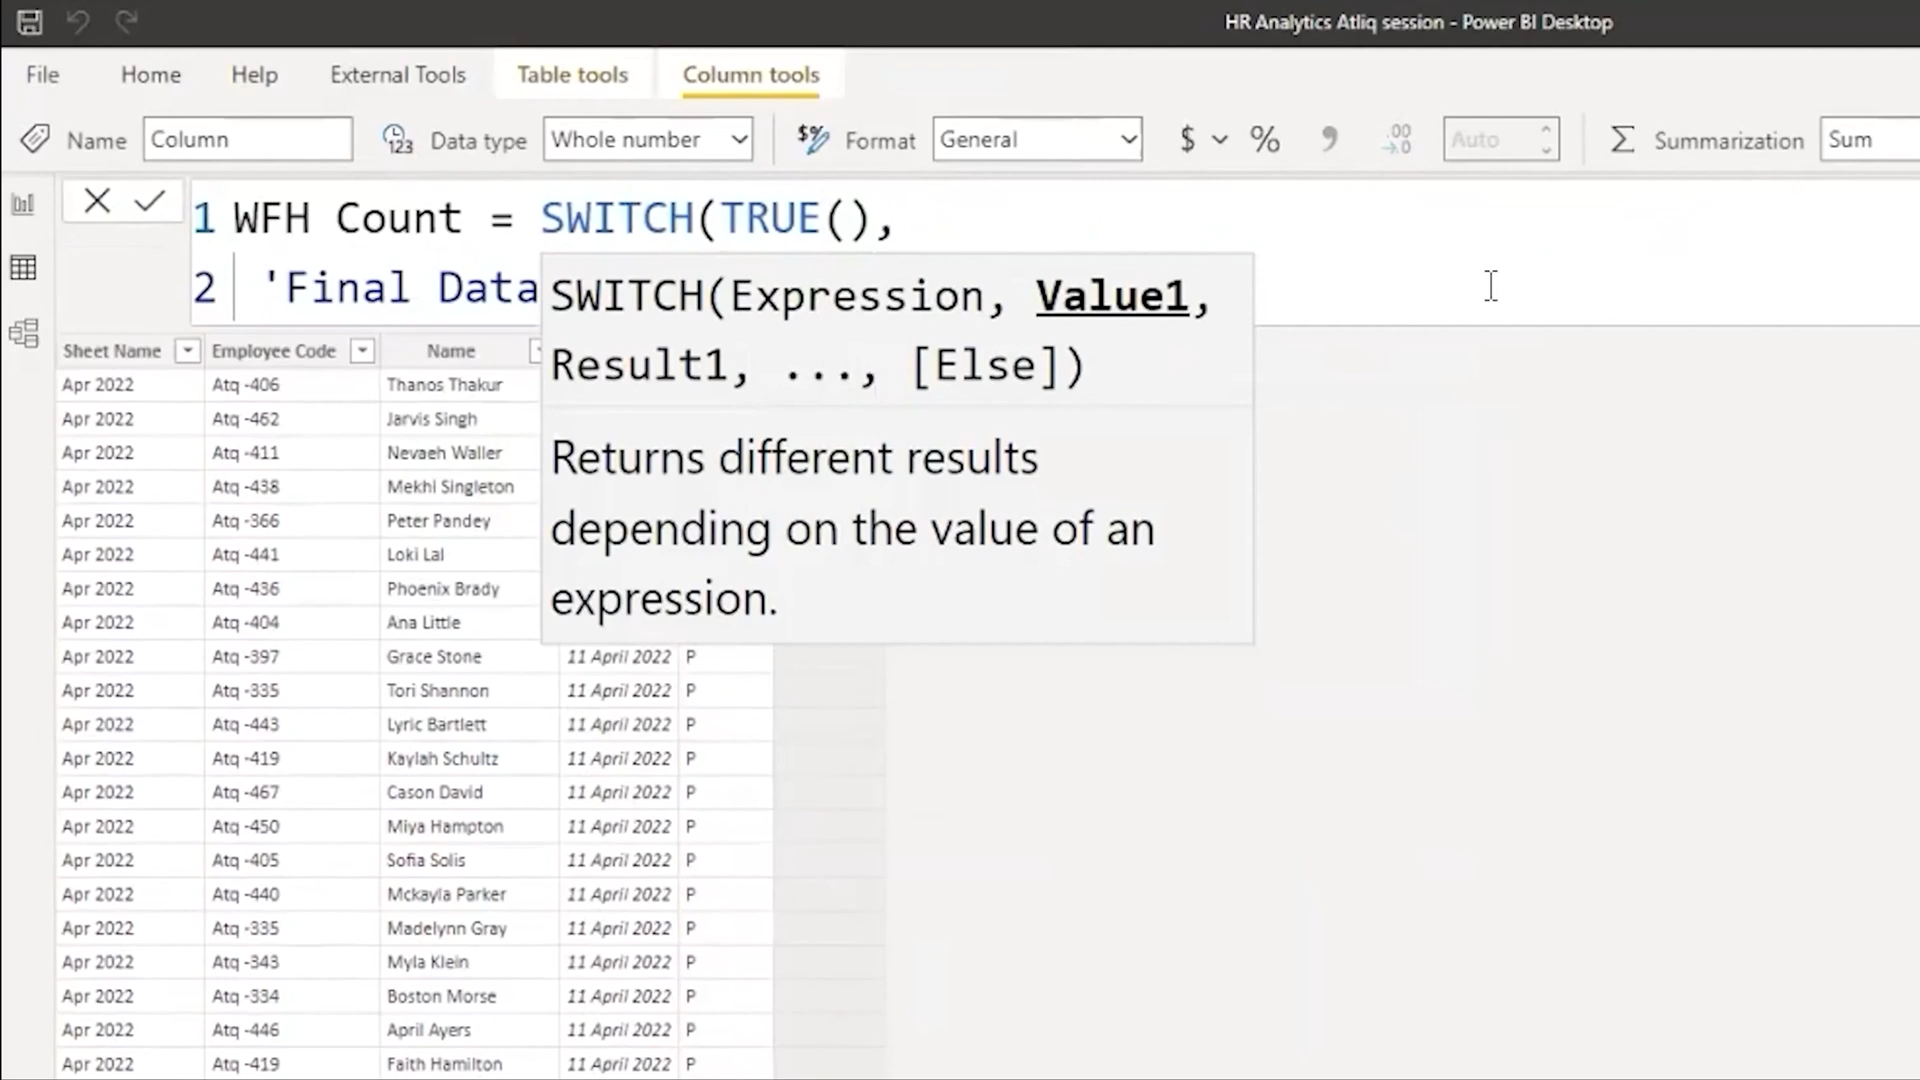 HR Analytics Atliq session - Power BI Desktop
File Home Help External Tools Table tools Column tools
Name Column Data type Whole number Format General $ % 9 .00 →.0 Auto Σ Summarization Sum
1 WFH Count = SWITCH(TRUE(),
2 'Final Data
SWITCH(Expression, Value1,
Result1, ..., [Else])
Returns different results
depending on the value of an
expression.
Sheet Name Employee Code Name
Apr 2022 Atq -406 Thanos Thakur
Apr 2022 Atq -462 Jarvis Singh
Apr 2022 Atq -411 Nevaeh Waller
Apr 2022 Atq -438 Mekhi Singleton
Apr 2022 Atq -366 Peter Pandey
Apr 2022 Atq -441 Loki Lal
Apr 2022 Atq -436 Phoenix Brady
Apr 2022 Atq -404 Ana Little
Apr 2022 Atq -397 Grace Stone 11 April 2022 P
Apr 2022 Atq -335 Tori Shannon 11 April 2022 P
Apr 2022 Atq -443 Lyric Bartlett 11 April 2022 P
Apr 2022 Atq -419 Kaylah Schultz 11 April 2022 P
Apr 2022 Atq -467 Cason David 11 April 2022 P
Apr 2022 Atq -450 Miya Hampton 11 April 2022 P
Apr 2022 Atq -405 Sofia Solis 11 April 2022 P
Apr 2022 Atq -440 Mckayla Parker 11 April 2022 P
Apr 2022 Atq -335 Madelynn Gray 11 April 2022 P
Apr 2022 Atq -343 Myla Klein 11 April 2022 P
Apr 2022 Atq -334 Boston Morse 11 April 2022 P
Apr 2022 Atq -446 April Ayers 11 April 2022 P
Apr 2022 Atq -419 Faith Hamilton 11 April 2022 P